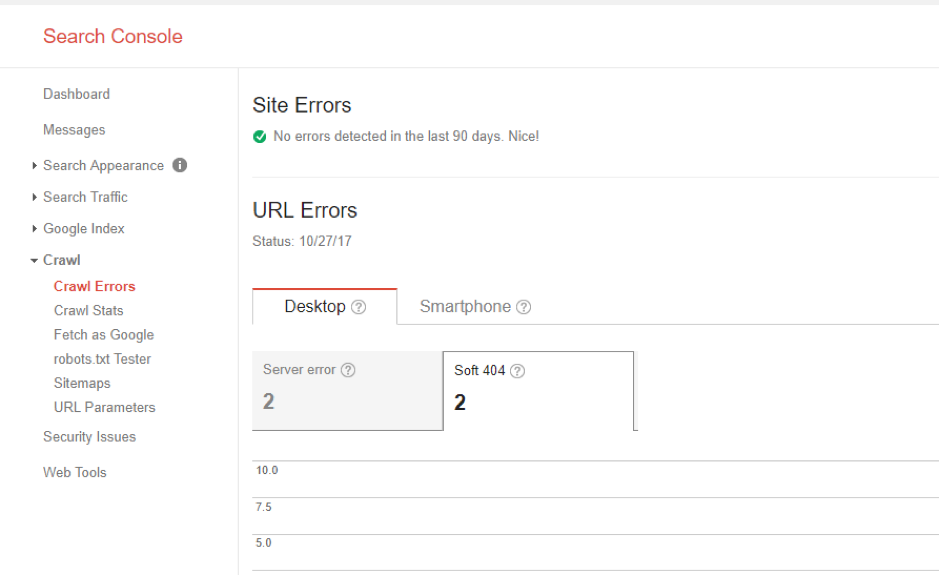 Search Console
Dashboard
Messages
Search Appearance
Search Traffic
Google Index
Crawl
Crawl Errors
Crawl Stats
Fetch as Google
robots.txt Tester
Sitemaps
URL Parameters
Security Issues
Web Tools
Site Errors
No errors detected in the last 90 days. Nice!
URL Errors
Status: 10/27/17
Desktop ? Smartphone ?
Server error ? Soft 404 ?
2 2
10.0
7.5
5.0